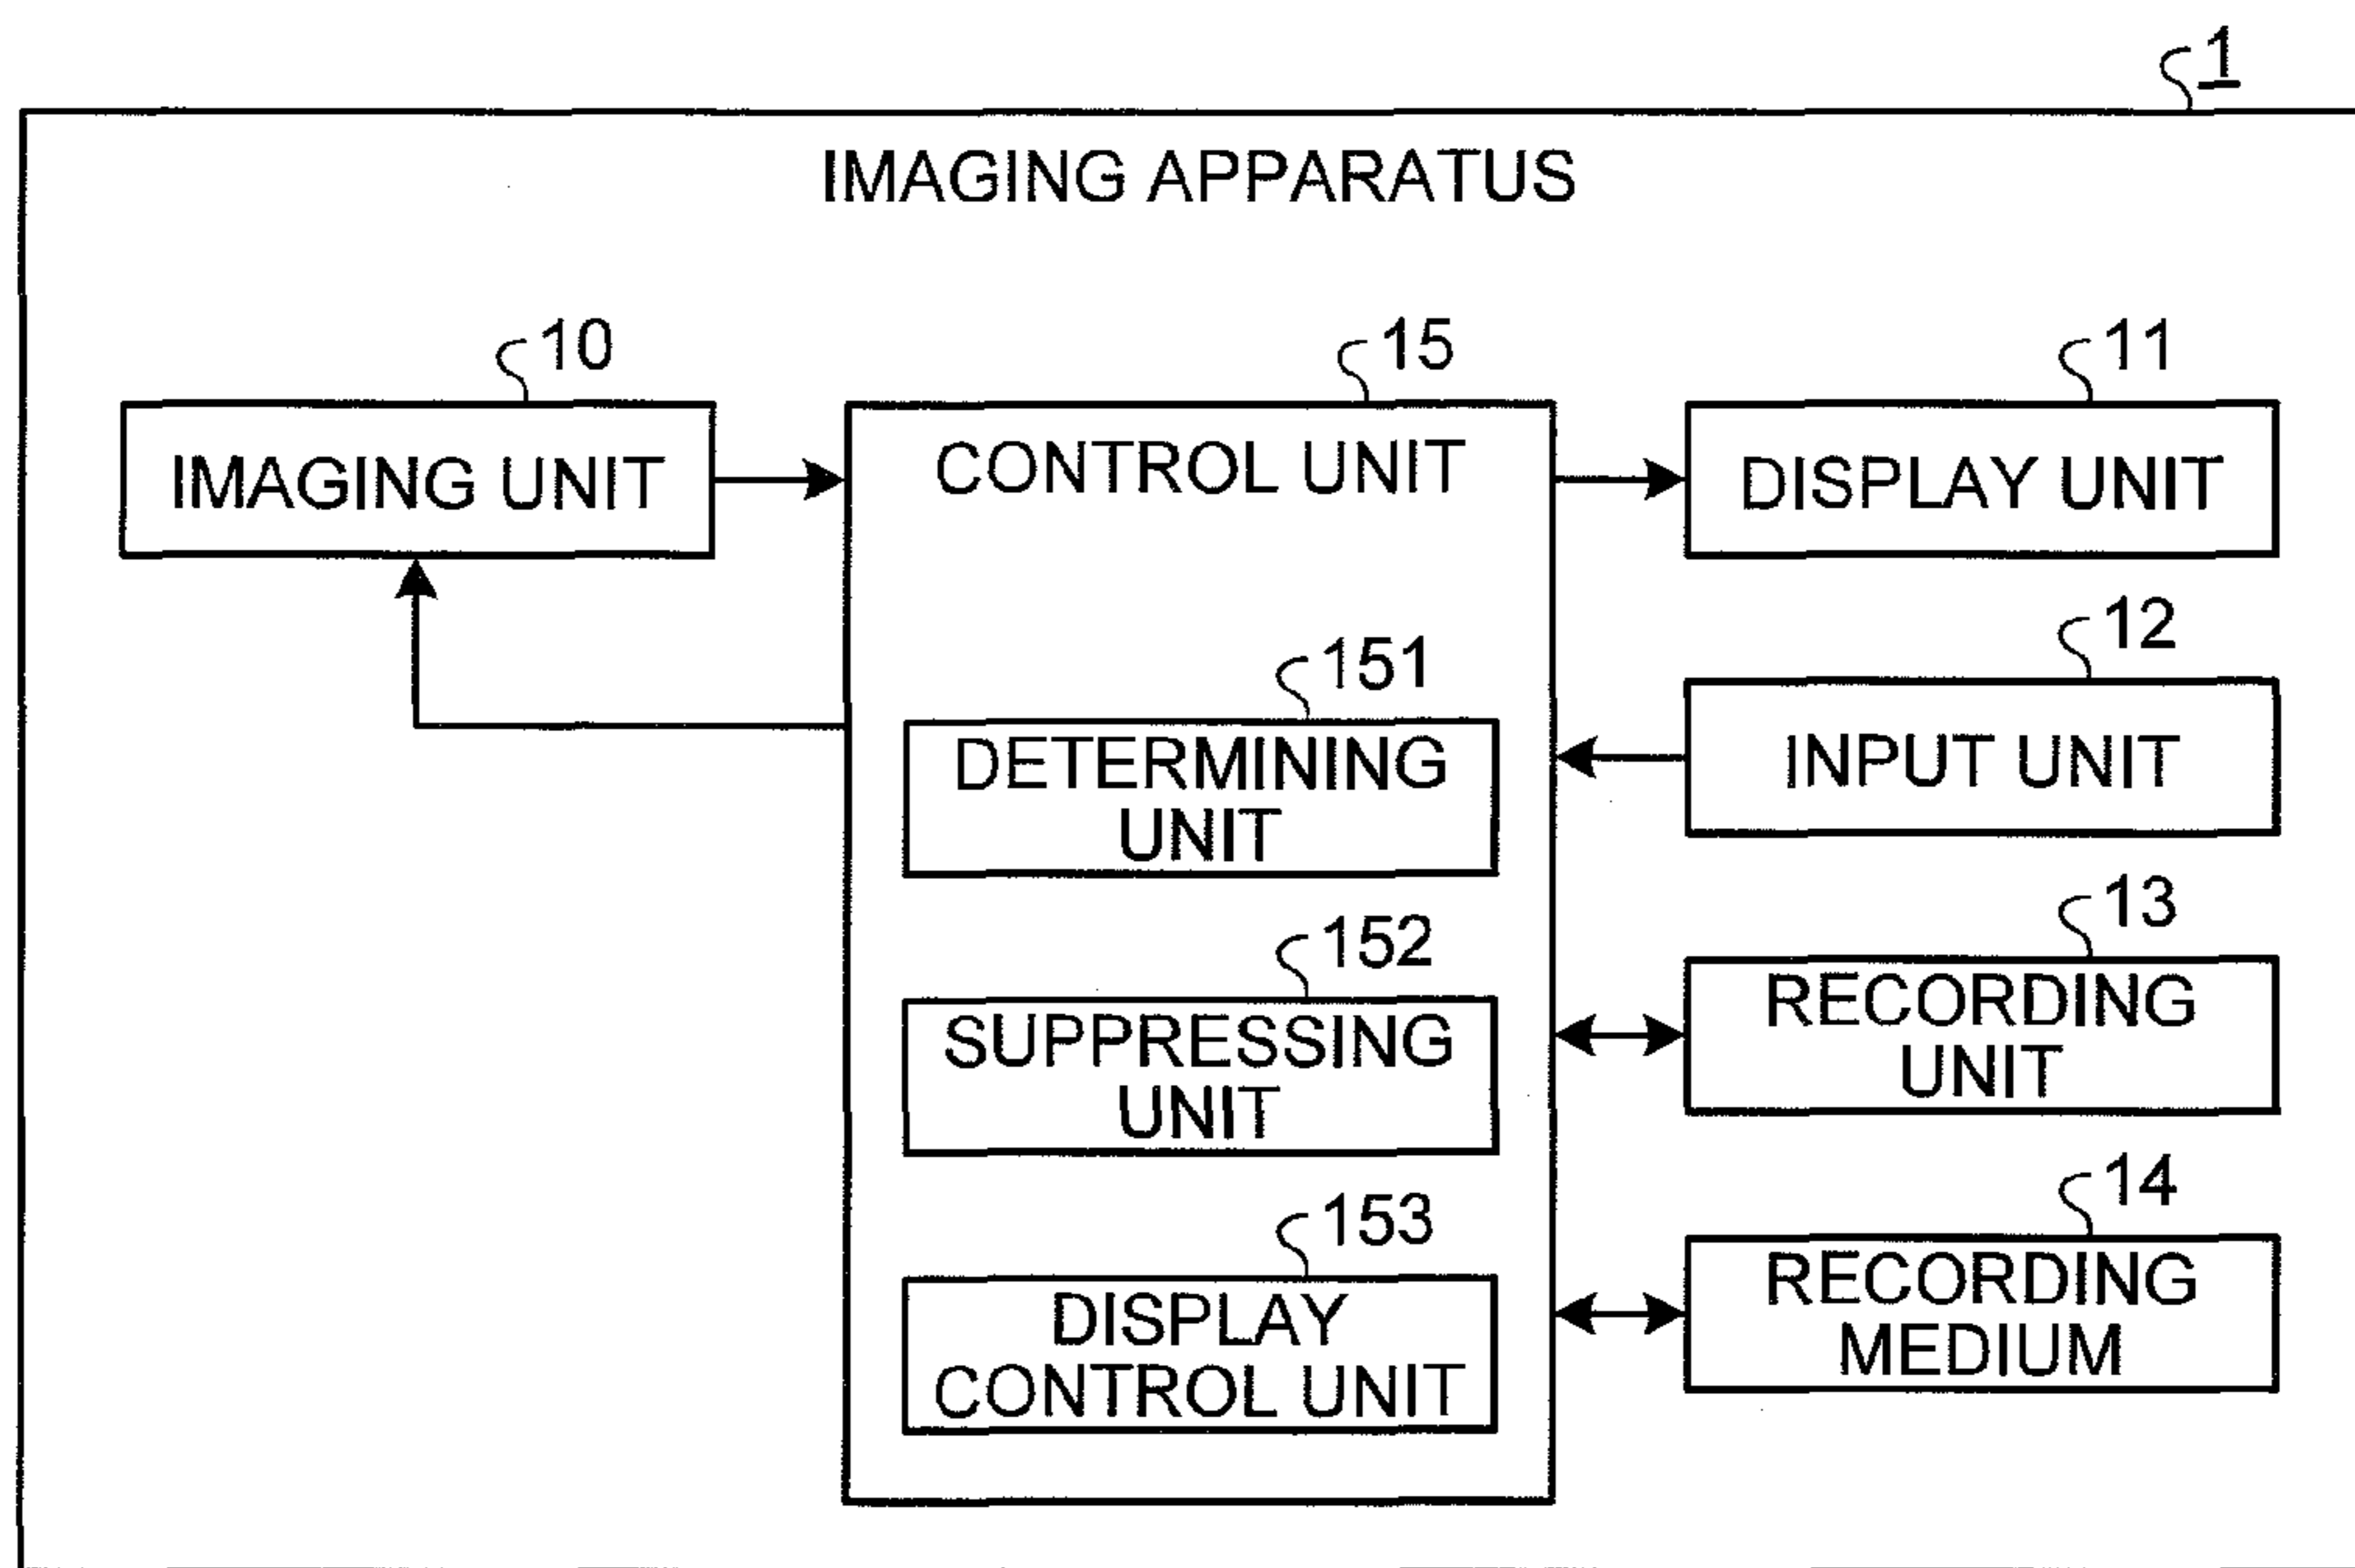 1
IMAGING APPARATUS
10
IMAGING UNIT
15
CONTROL UNIT
151
DETERMINING
UNIT
152
SUPPRESSING
UNIT
153
DISPLAY
CONTROL UNIT
11
DISPLAY UNIT
12
INPUT UNIT
13
RECORDING
UNIT
14
RECORDING
MEDIUM